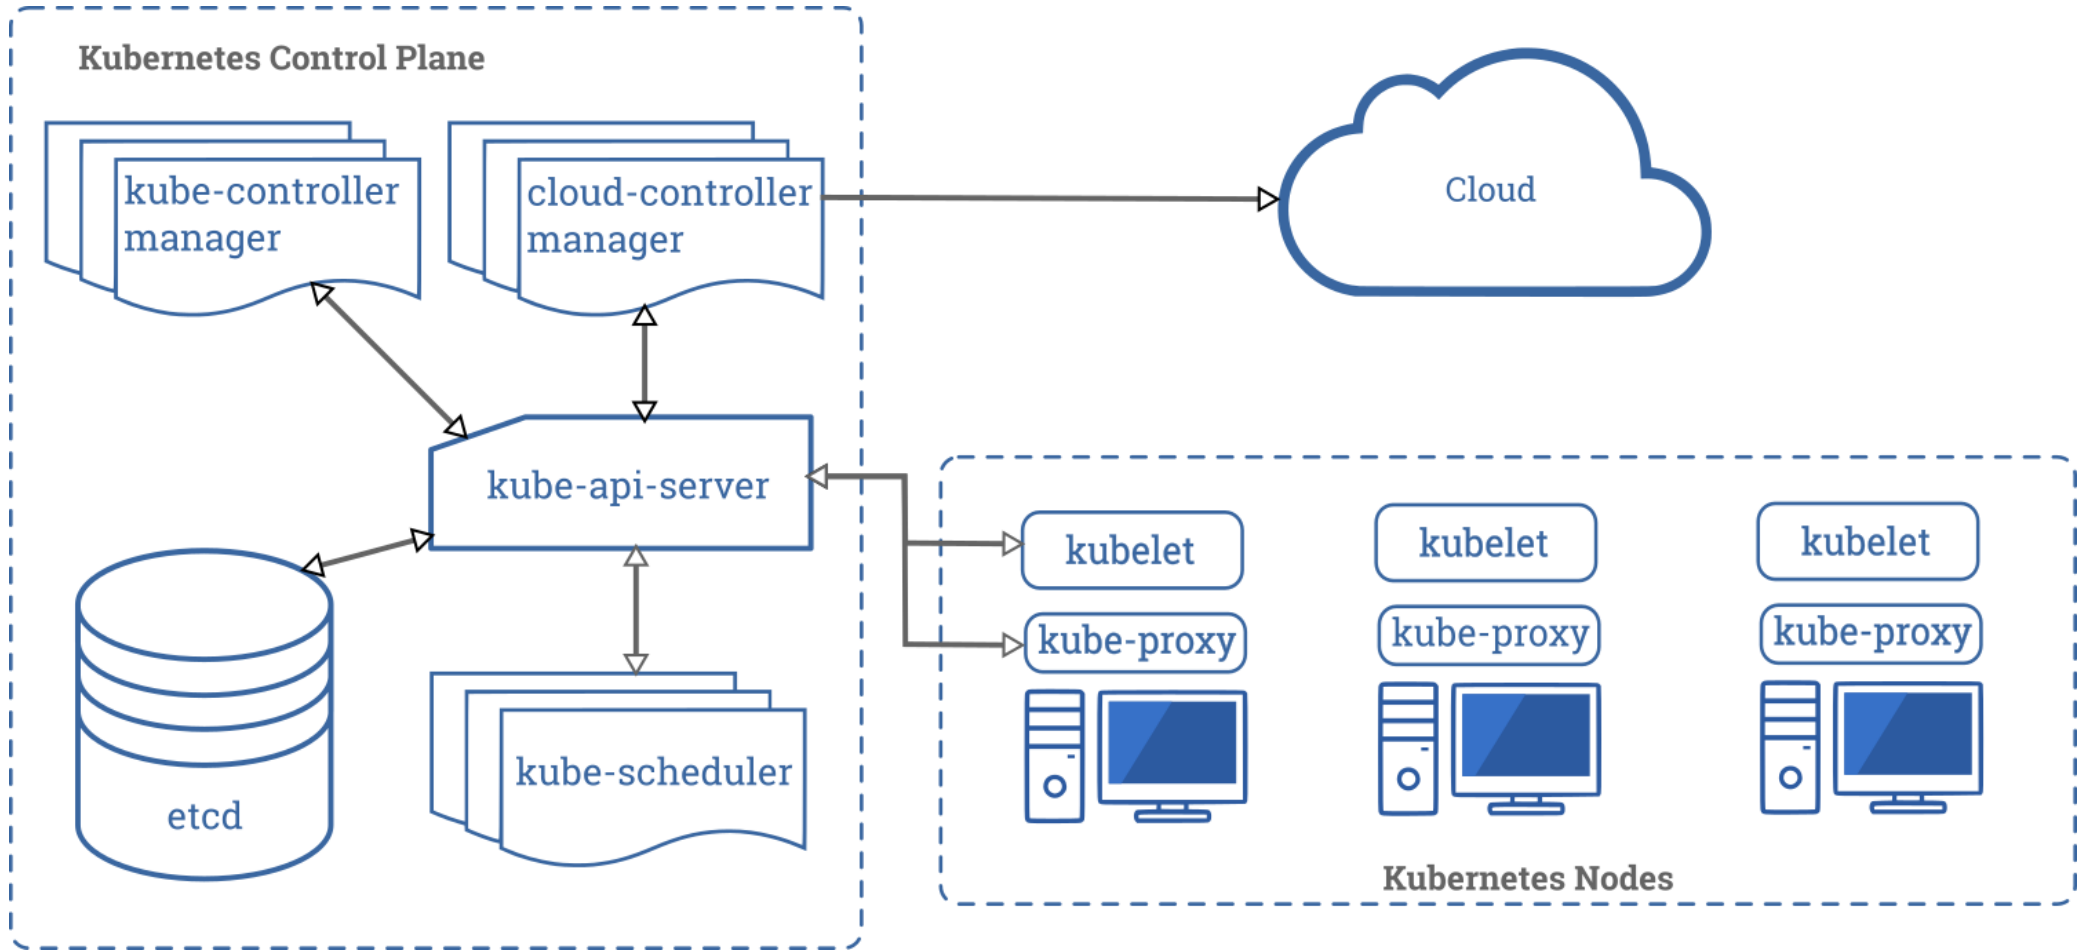 Kubernetes Control Plane
kube-controller
manager
cloud-controller
manager
Cloud
kube-api-server
kubelet
kubelet
kubelet
kube-proxy
kube-proxy
kube-proxy
kube-scheduler
etcd
Kubernetes Nodes